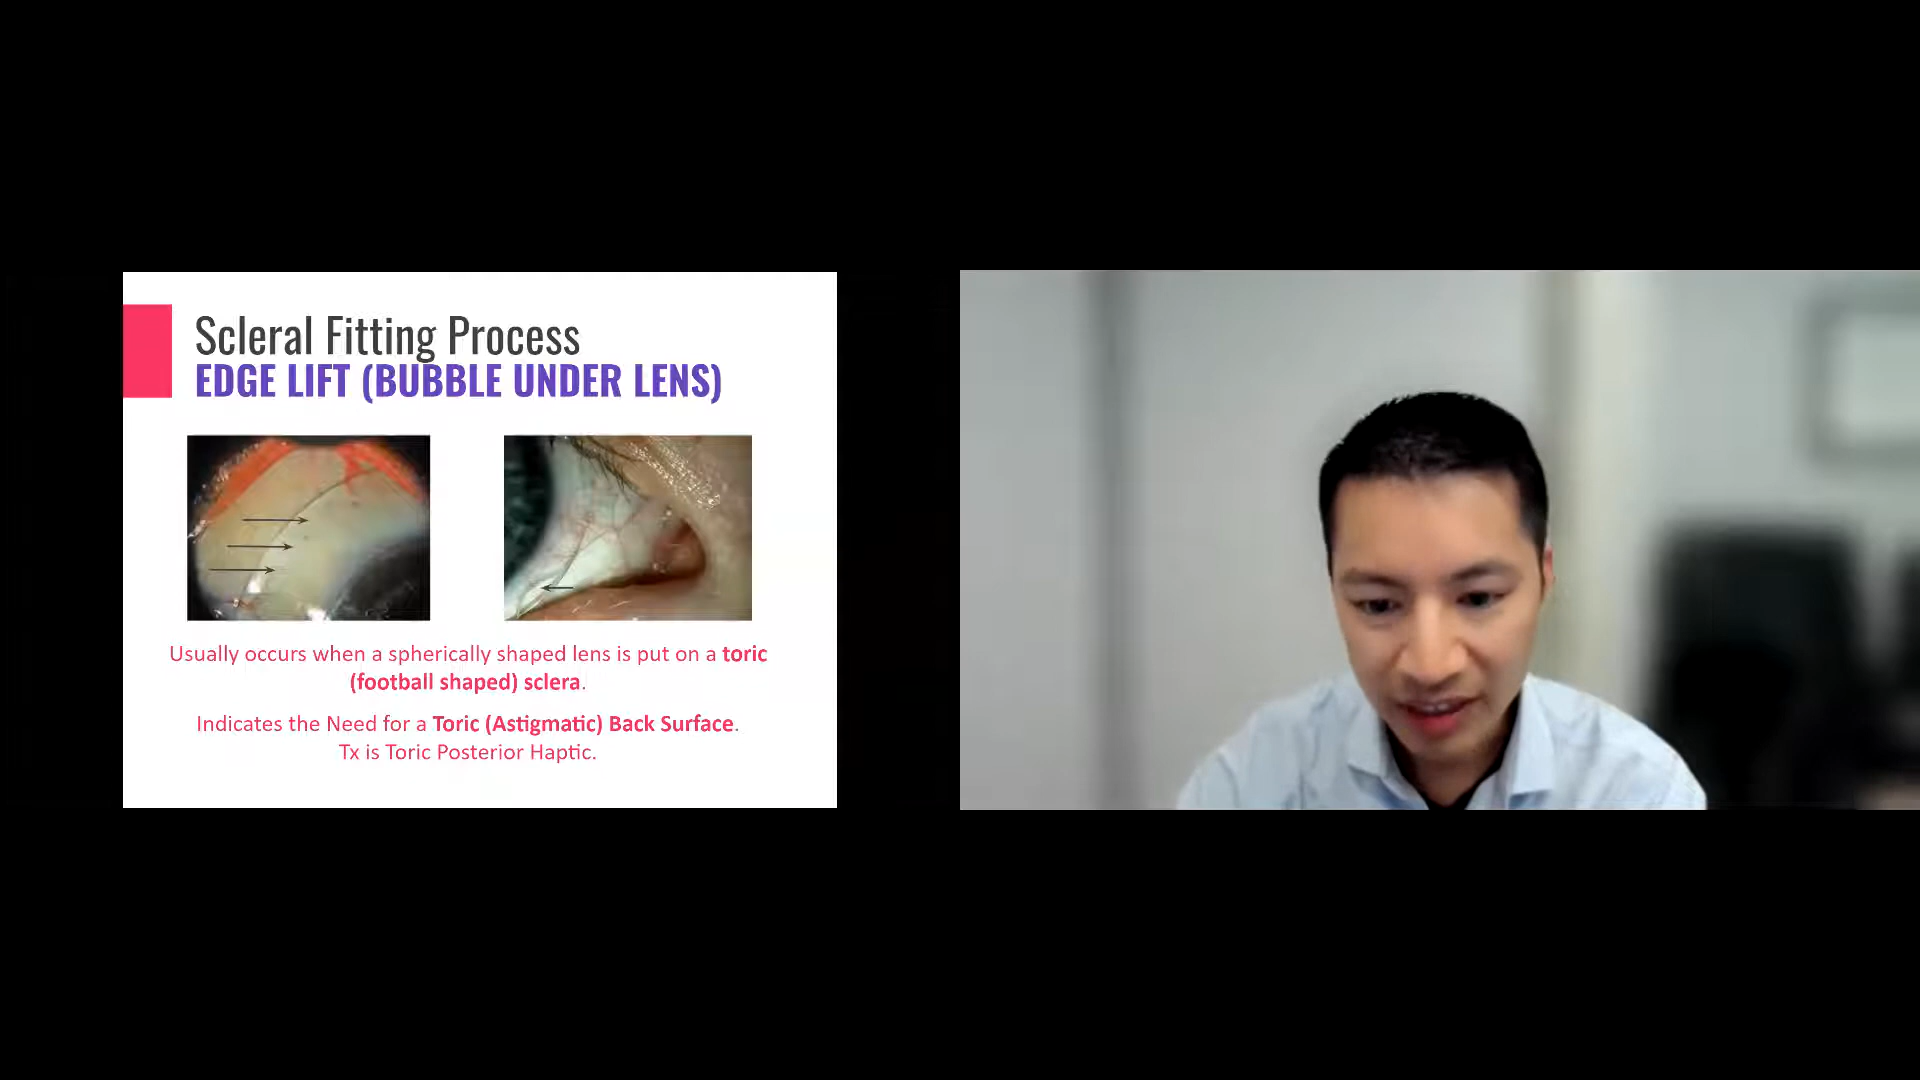 Scleral Fitting Process
EDGE LIFT (BUBBLE UNDER LENS)
Usually occurs when a spherically shaped lens is put on a toric
(football shaped) sclera.
Indicates the Need for a Toric (Astigmatic) Back Surface.
Tx is Toric Posterior Haptic.